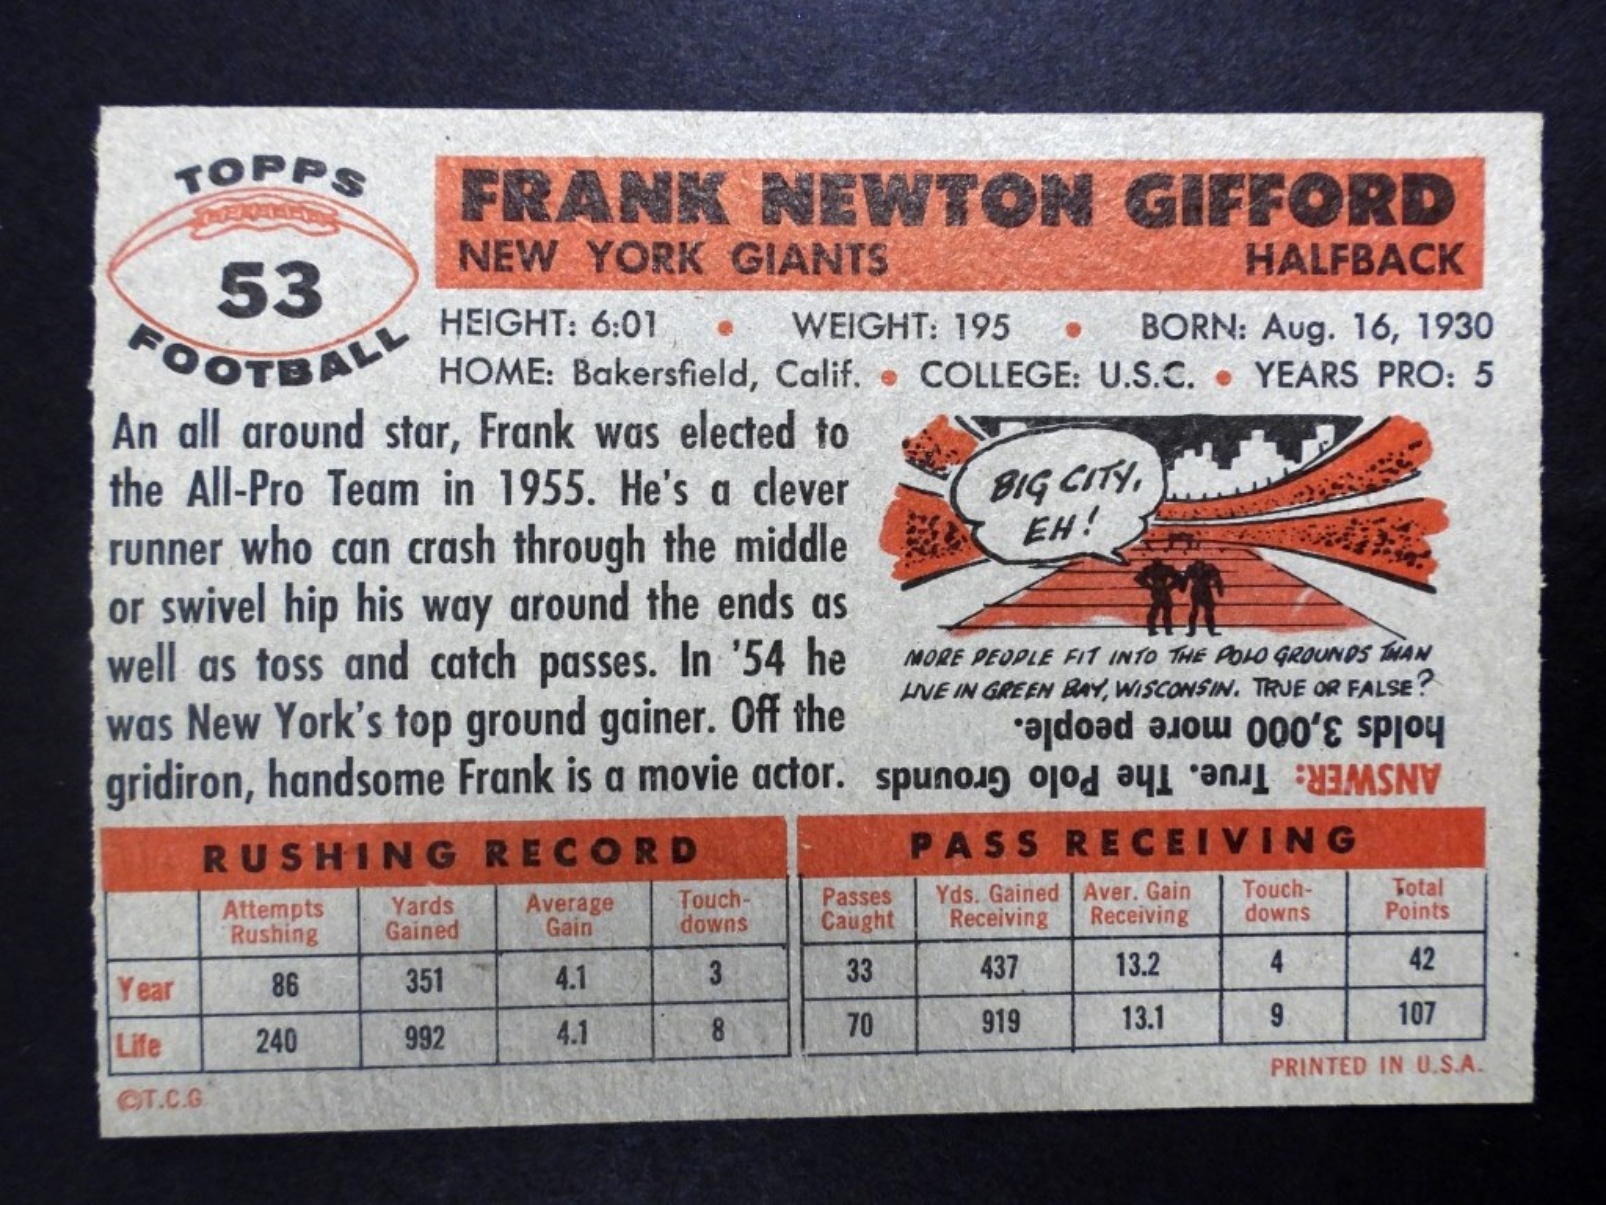 TOPPS
53
FOOTBALL
FRANK NEWTON GIFFORD
NEW YORK GIANTS HALFBACK
HEIGHT: 6:01 • WEIGHT: 195 • BORN: Aug. 16, 1930
HOME: Bakersfield, Calif. • COLLEGE: U.S.C. • YEARS PRO: 5
An all around star, Frank was elected to
the All-Pro Team in 1955. He's a clever
runner who can crash through the middle
or swivel hip his way around the ends as
well as toss and catch passes. In '54 he
was New York's top ground gainer. Off the
gridiron, handsome Frank is a movie actor.
BIG CITY,
EH!
MORE PEOPLE FIT INTO THE POLO GROUNDS THAN
LIVE IN GREEN BAY, WISCONSIN. TRUE OR FALSE?
ANSWER: True. The Polo Grounds
holds 3,000 more people.
RUSHING RECORD
Attempts Rushing Yards Gained Average Gain Touch-downs
Year 86 351 4.1 3
Life 240 992 4.1 8
PASS RECEIVING
Passes Caught Yds. Gained Receiving Aver. Gain Receiving Touch-downs Total Points
33 437 13.2 4 42
70 919 13.1 9 107
©T.C.G.
PRINTED IN U.S.A.